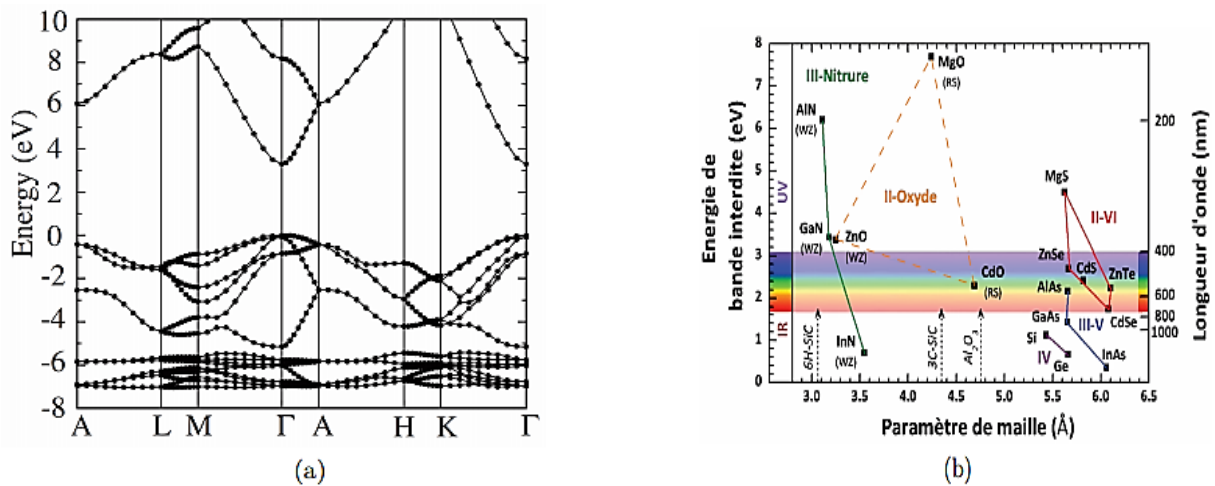 10
8
6
4
2
0
-2
-4
-6
-8
Energy (eV)
A L M Γ A H K Γ
(a)
8
7
6
5
4
3
2
1
0
Energie de
bande interdite (eV)
UV
IR
III-Nitrure
AlN
(WZ)
GaN
(WZ)
ZnO
(WZ)
InN
(WZ)
MgO
(RS)
II-Oxyde
CdO
(RS)
MgS
II-VI
ZnSe
CdS
ZnTe
AlAs
CdSe
GaAs
III-V
Si
IV
Ge
InAs
6H-SiC
3C-SiC
Al2O3
200
400
600
800
1000
Longueur d'onde (nm)
3.0 3.5 4.0 4.5 5.0 5.5 6.0 6.5
Paramètre de maille (Å)
(b)